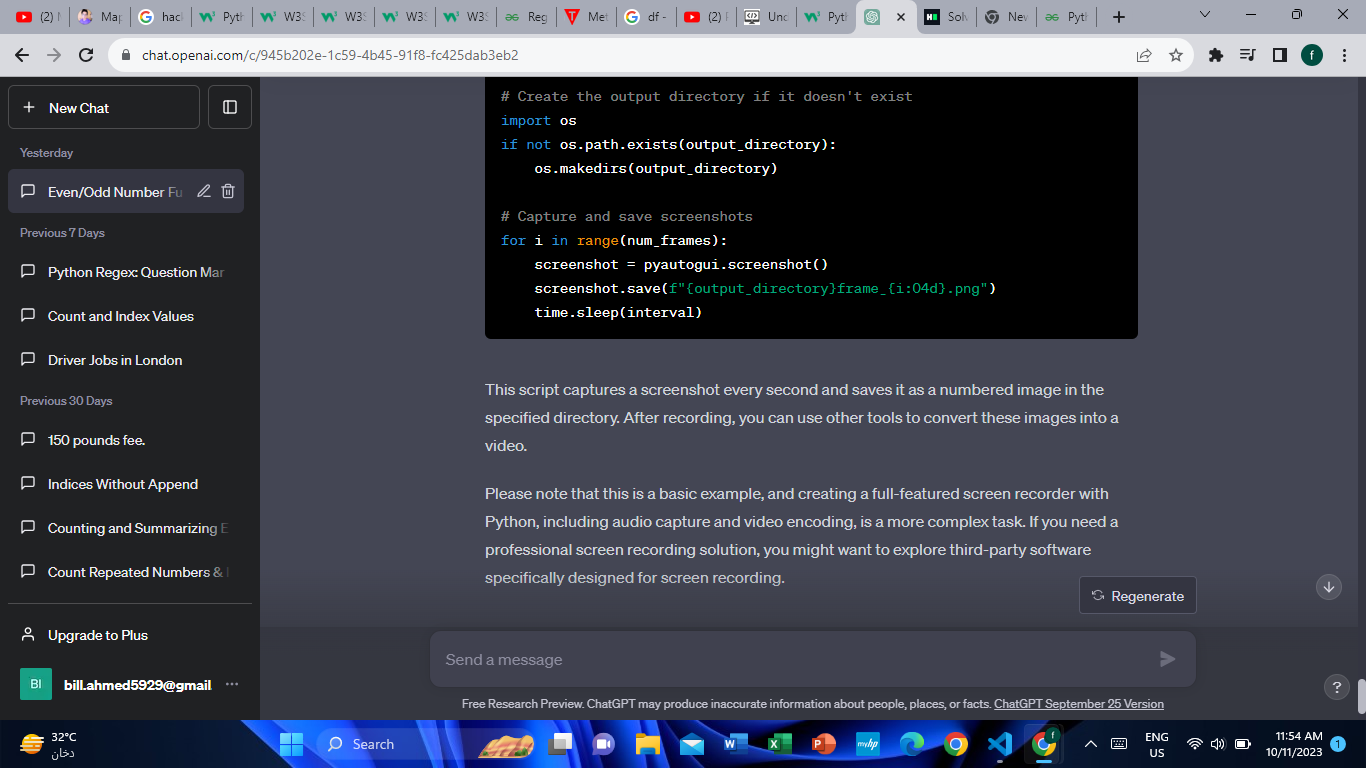 (2)
Map
hack
Pyth
W3S
W3S
W3S
W3S
Reg
Met
df -
(2)
Und
Pyth
Solv
Nev
Pyth
chat.openai.com/c/945b202e-1c59-4b45-91f8-fc425dab3eb2
f
New Chat
Yesterday
Even/Odd Number Fu
Previous 7 Days
Python Regex: Question Mar
Count and Index Values
Driver Jobs in London
Previous 30 Days
150 pounds fee.
Indices Without Append
Counting and Summarizing E
Count Repeated Numbers &
Upgrade to Plus
BI
bill.ahmed5929@gmail
# Create the output directory if it doesn't exist
import os
if not os.path.exists(output_directory):
    os.makedirs(output_directory)
# Capture and save screenshots
for i in range(num_frames):
    screenshot = pyautogui.screenshot()
    screenshot.save(f"{output_directory}frame_{i:04d}.png")
    time.sleep(interval)
This script captures a screenshot every second and saves it as a numbered image in the
specified directory. After recording, you can use other tools to convert these images into a
video.
Please note that this is a basic example, and creating a full-featured screen recorder with
Python, including audio capture and video encoding, is a more complex task. If you need a
professional screen recording solution, you might want to explore third-party software
specifically designed for screen recording.
Regenerate
Send a message
?
Free Research Preview. ChatGPT may produce inaccurate information about people, places, or facts. ChatGPT September 25 Version
32°C
دخان
Search
ENG
US
11:54 AM
10/11/2023
1